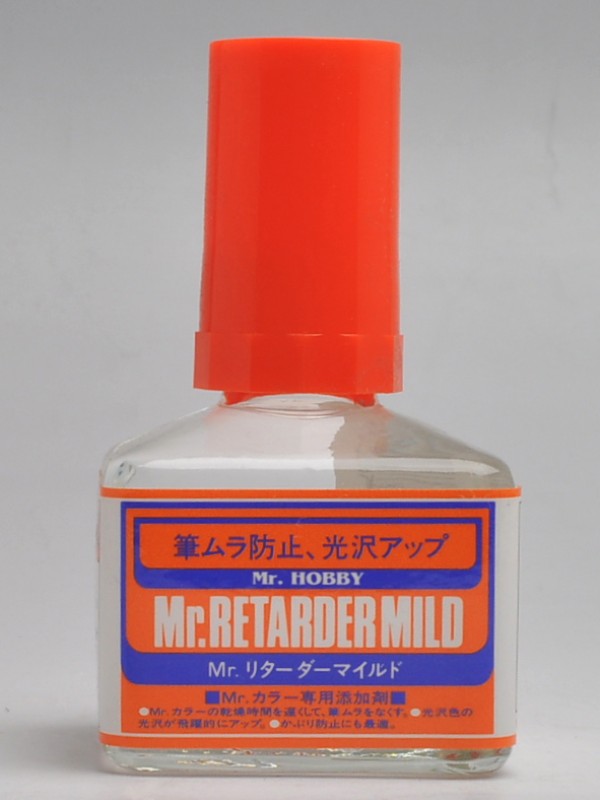 筆ムラ防止、光沢アップ
Mr. HOBBY
Mr.RETARDER MILD
Mr. リターダーマイルド
■Mr.カラー専用添加剤■
●Mr.カラーの乾燥時間を遅くして、筆ムラをなくす。●光沢色の
光沢が飛躍的にアップ。●かぶり防止にも最適。